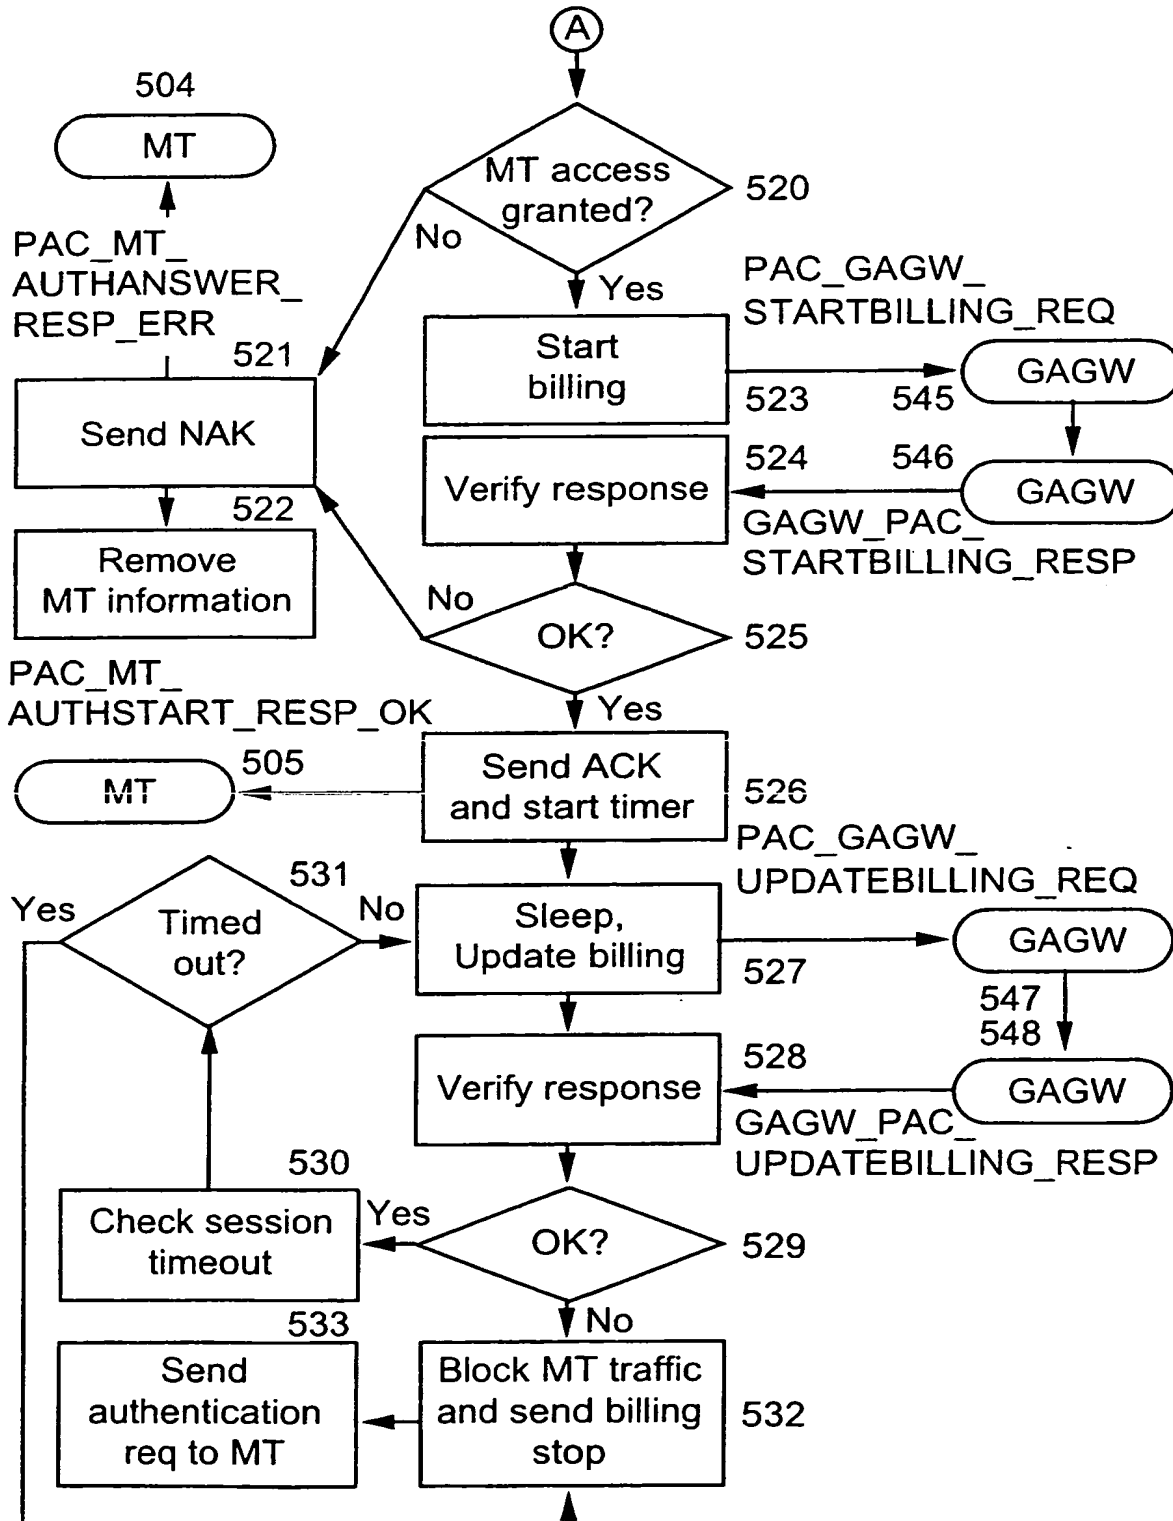 A
504
MT
MT access
granted?
520
No
PAC_MT_
AUTHANSWER_
RESP_ERR
Yes
PAC_GAGW_
STARTBILLING_REQ
521
Start
billing
GAGW
523
545
Send NAK
524
546
Verify response
GAGW
522
GAGW_PAC_
STARTBILLING_RESP
Remove
MT information
No
OK?
525
PAC_MT_
AUTHSTART_RESP_OK
Yes
505
MT
Send ACK
and start timer
526
PAC_GAGW_
UPDATEBILLING_REQ
531
Yes
Timed
out?
No
Sleep,
Update billing
GAGW
527
547
548
528
Verify response
GAGW
GAGW_PAC_
UPDATEBILLING_RESP
530
Check session
timeout
Yes
OK?
529
No
533
Send
authentication
req to MT
Block MT traffic
and send billing
stop
532